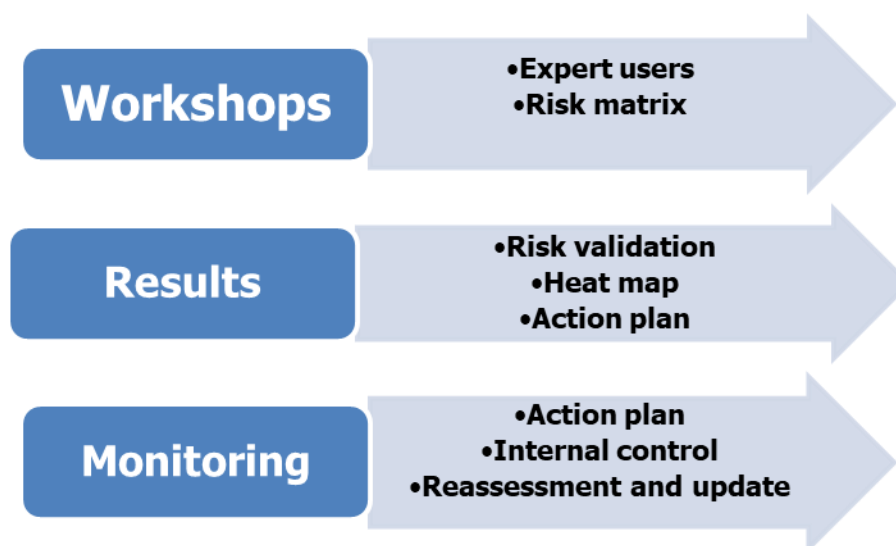 Workshops
•Expert users
•Risk matrix
Results
•Risk validation
•Heat map
•Action plan
Monitoring
•Action plan
•Internal control
•Reassessment and update